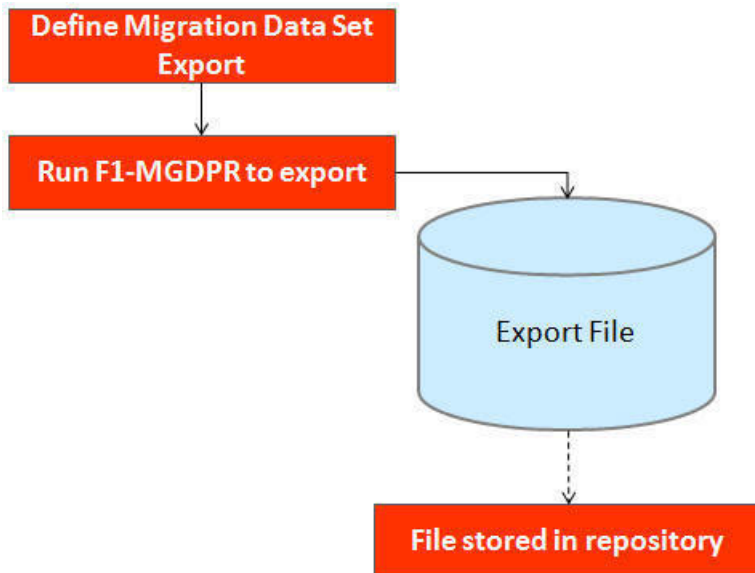 Define Migration Data Set
Export
Run F1-MGDPR to export
Export File
File stored in repository